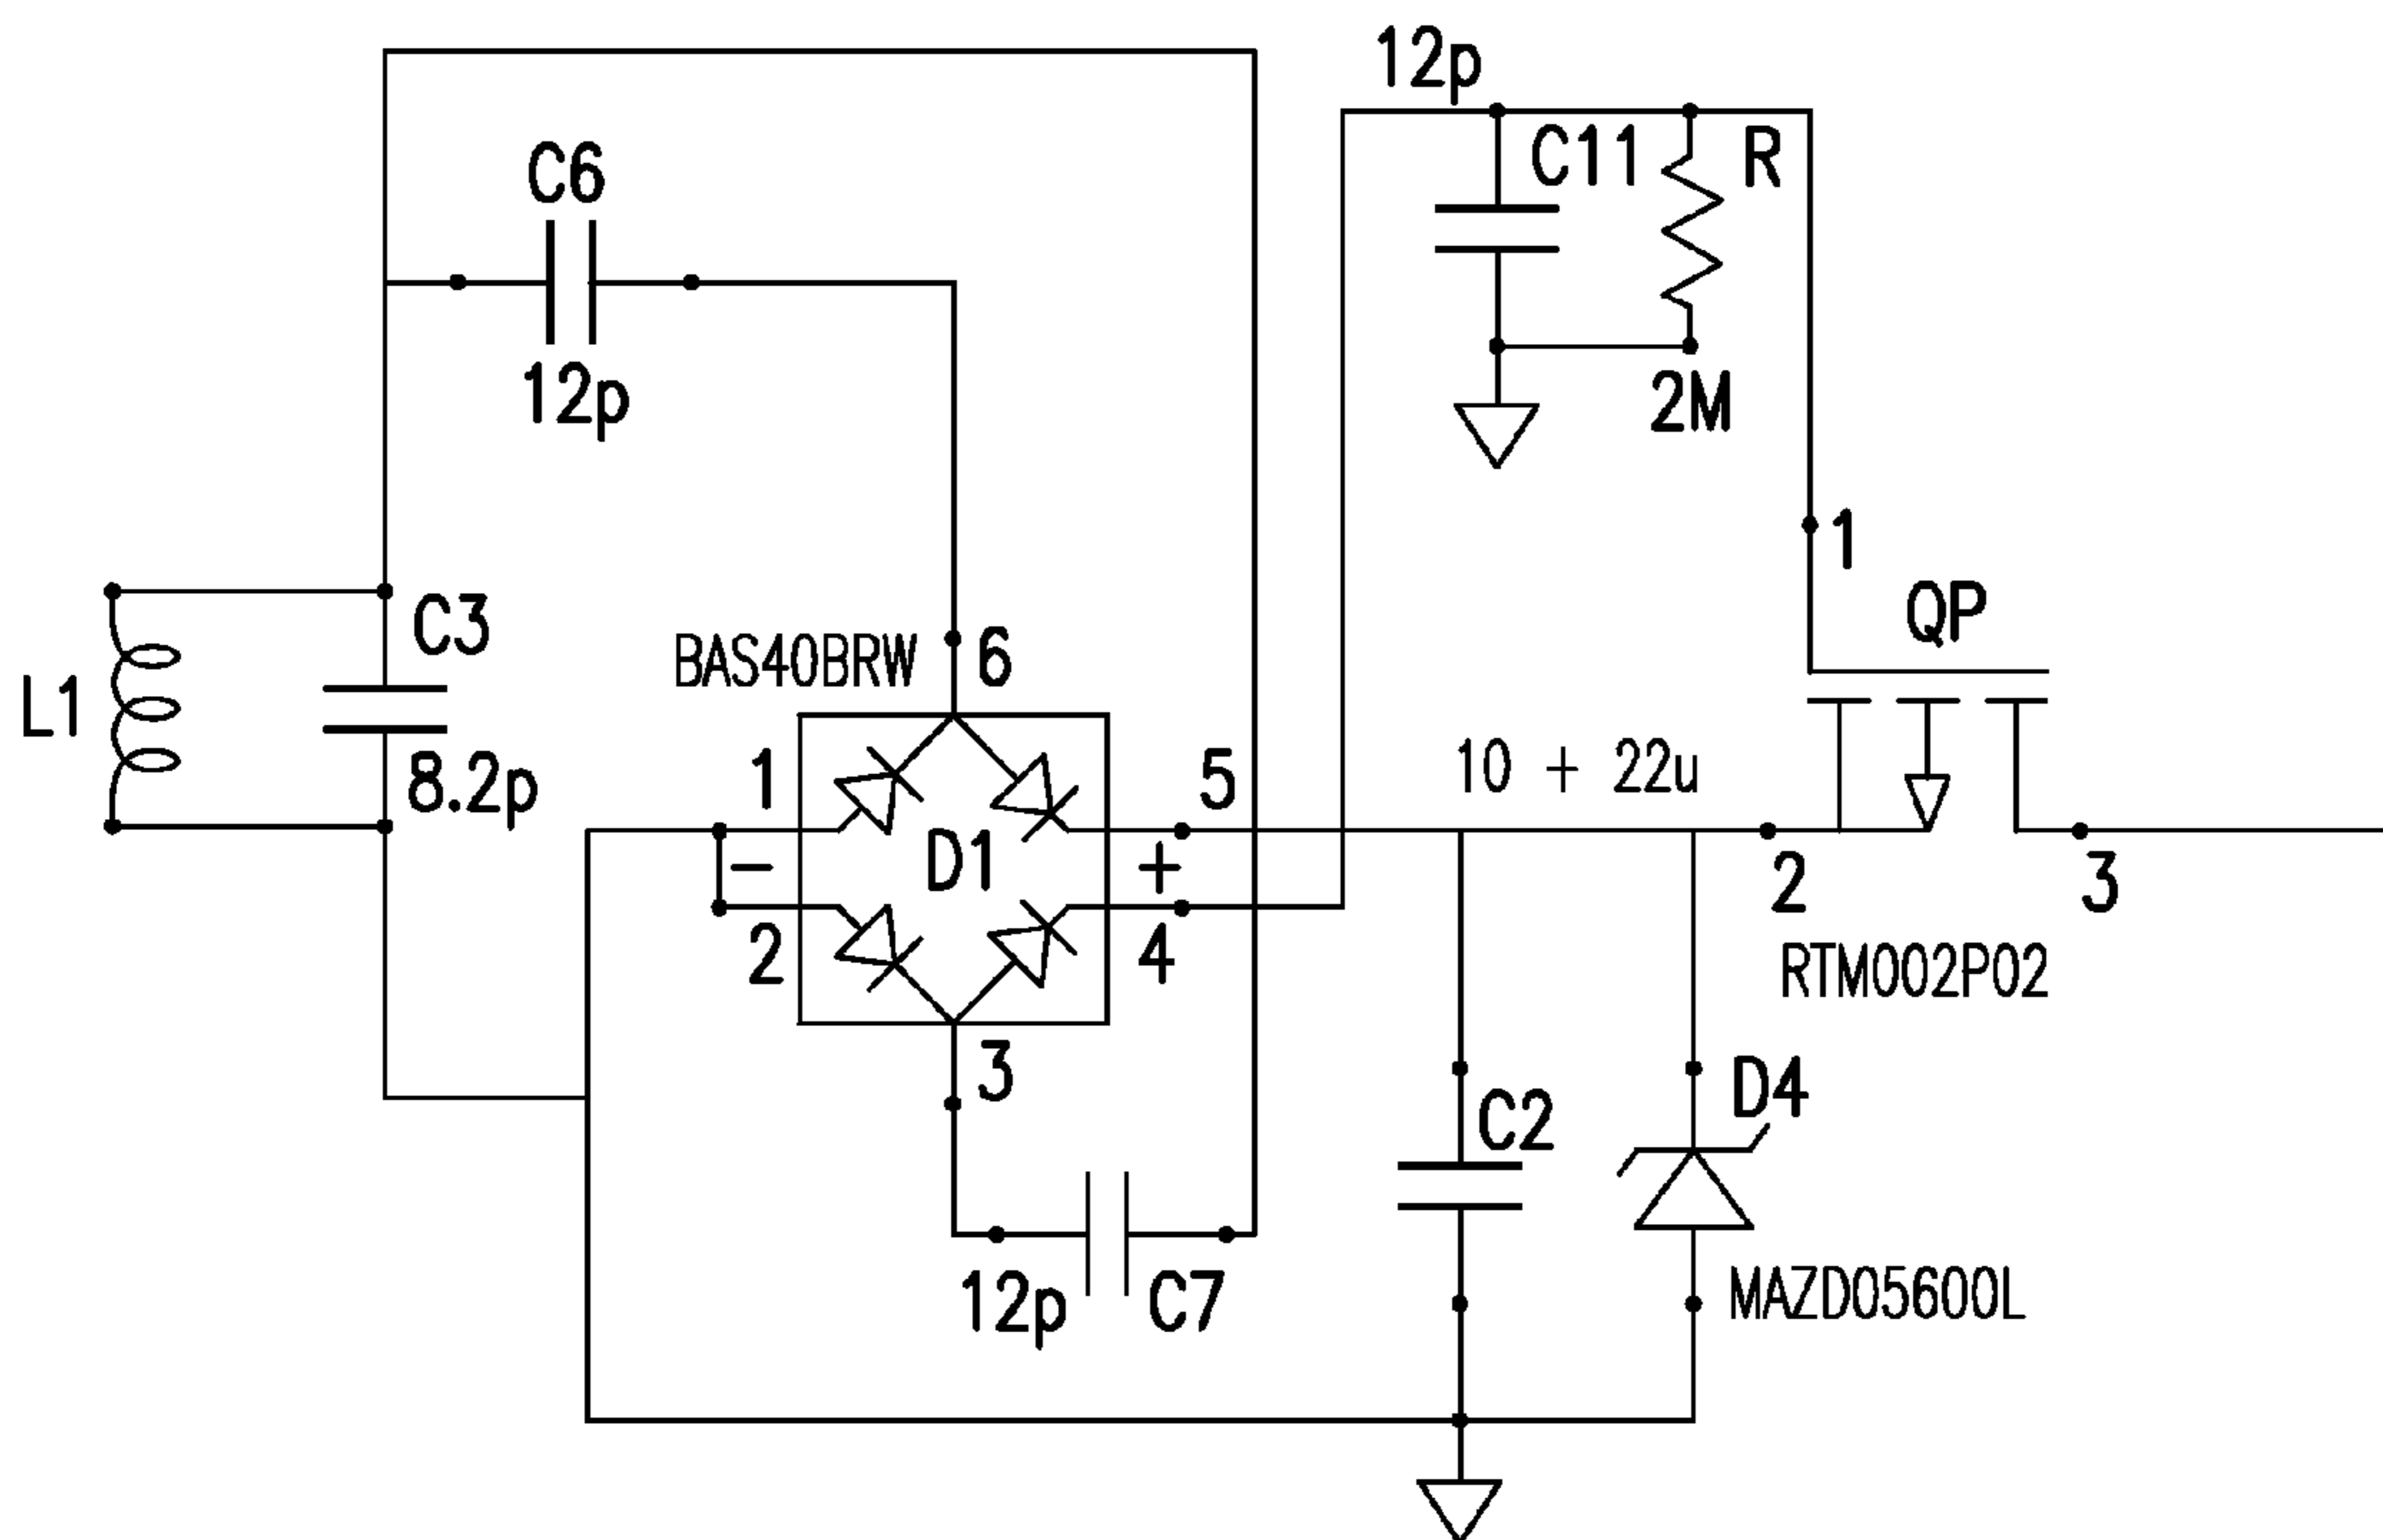 12p
C11
R
C6
12p
2M
1
QP
C3
BAS40BRW
6
L1
8.2p
1
5
10 + 22u
D1
−
+
2
3
2
4
RTM002P02
3
C2
D4
12p
C7
MAZD05600L